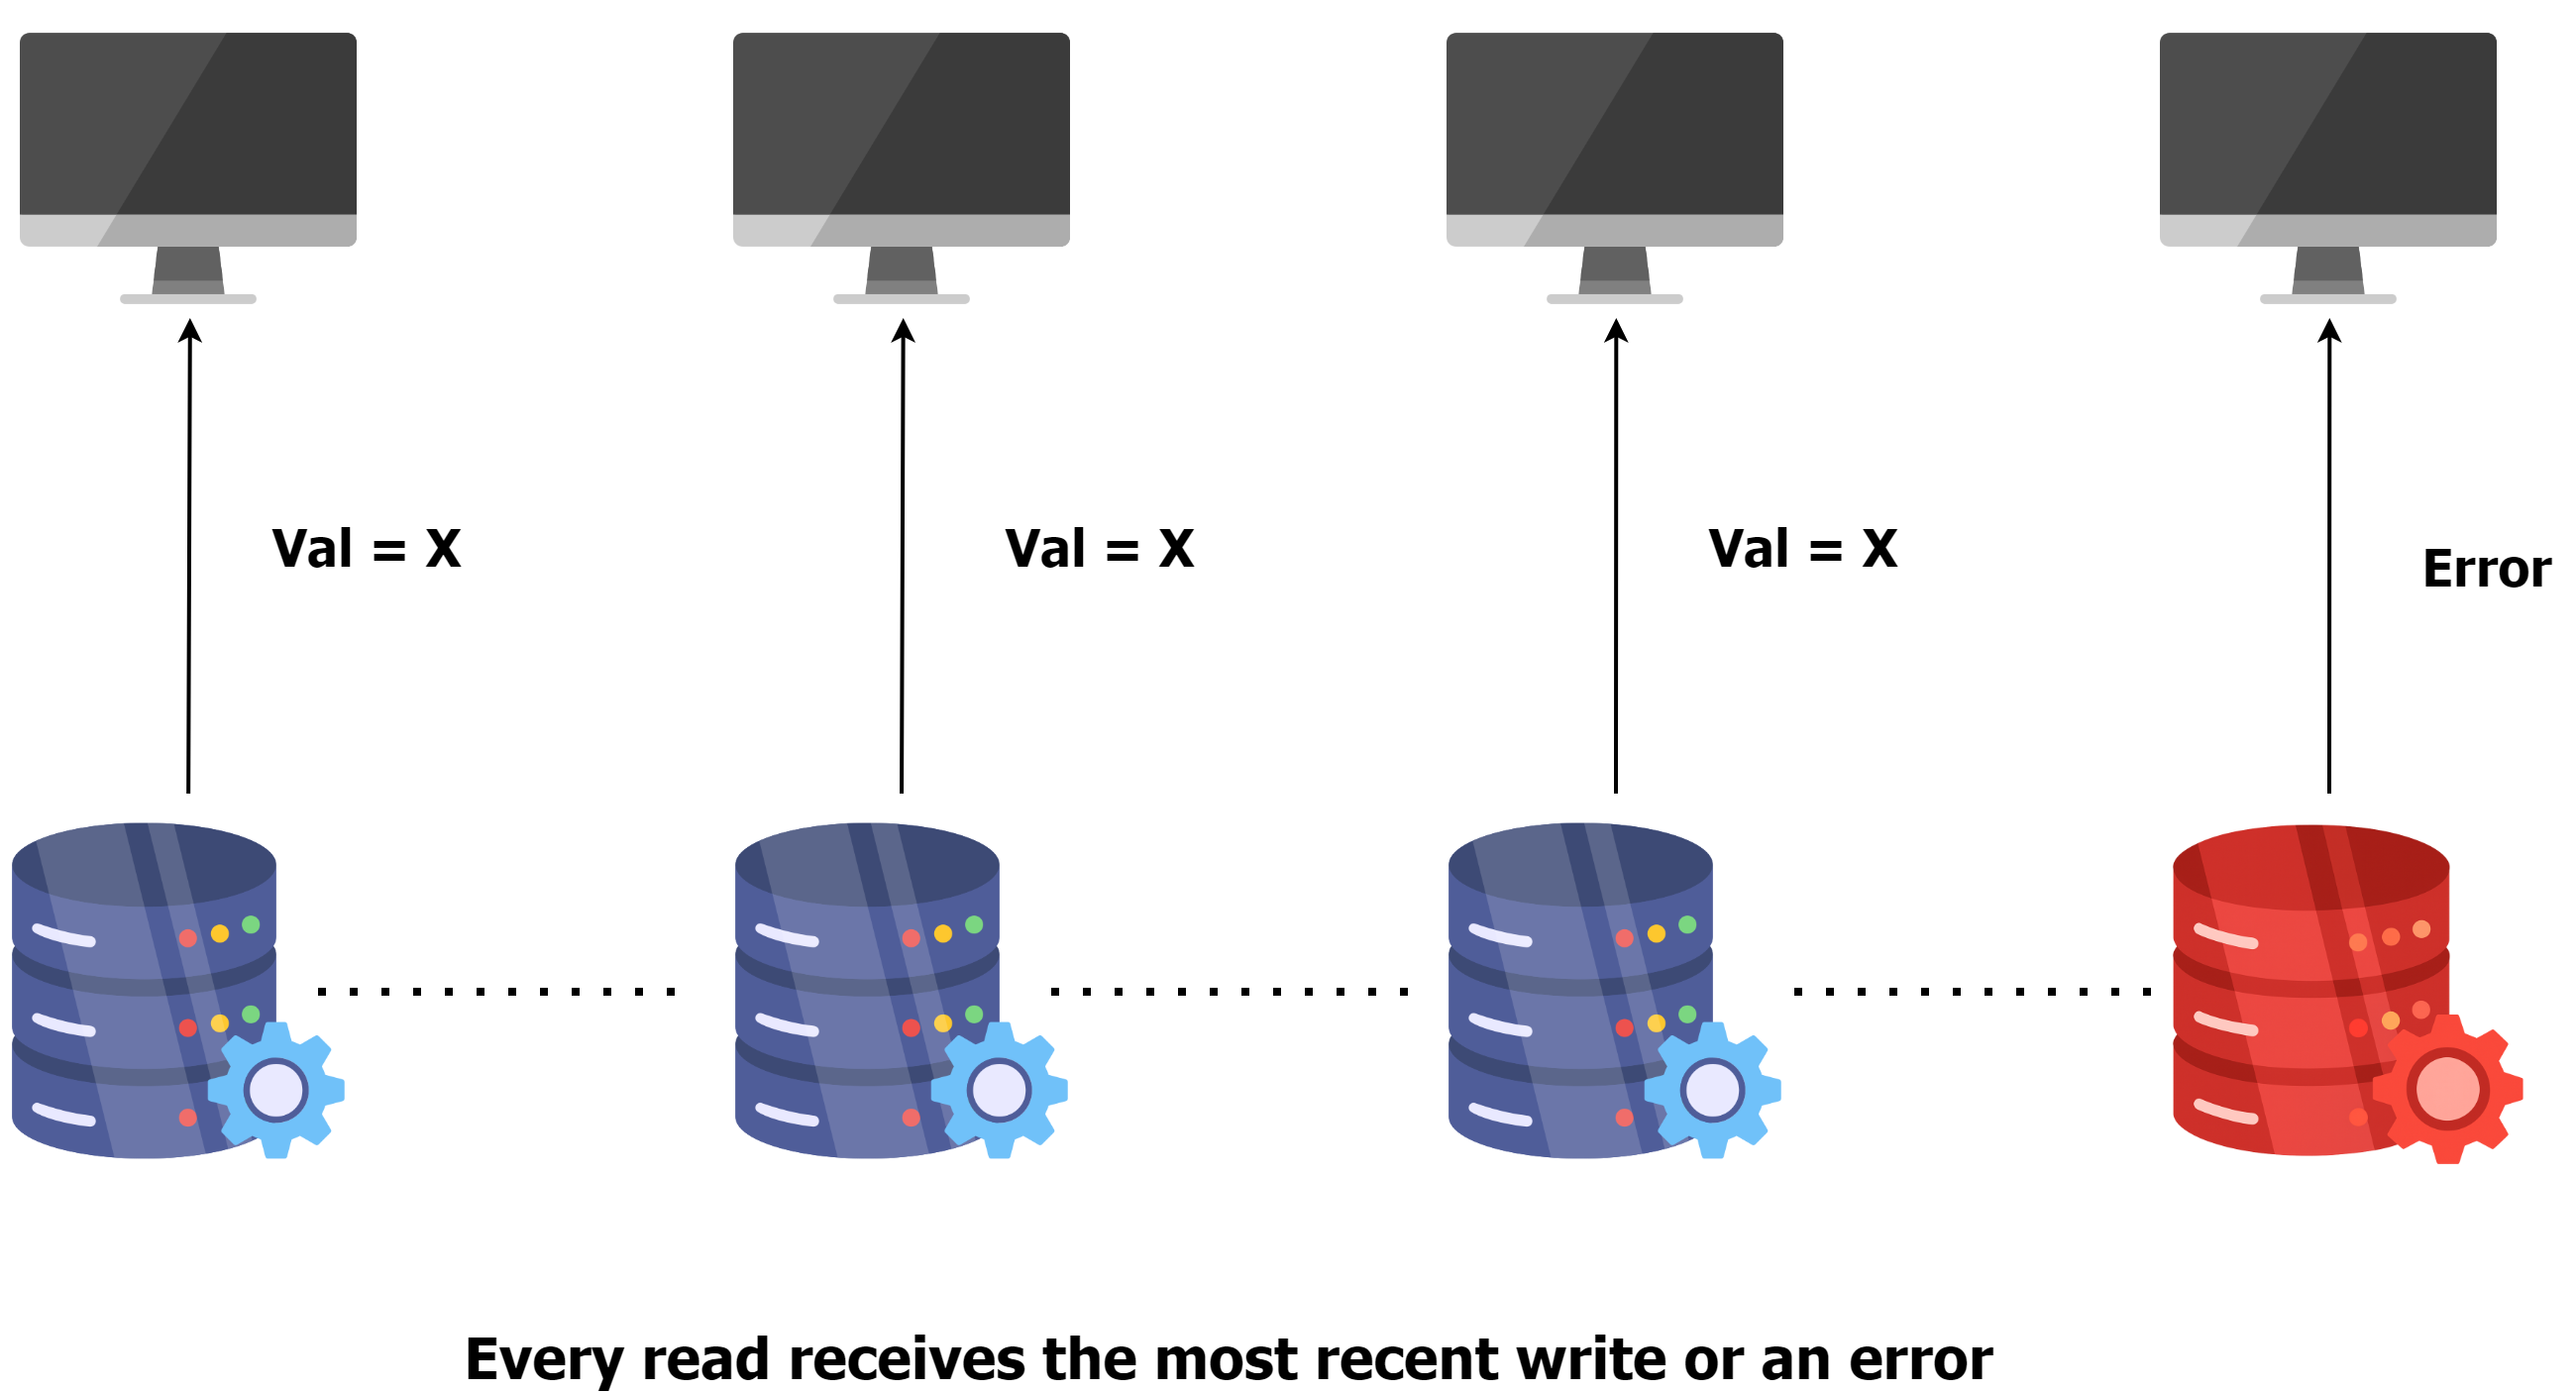 Val = X
Val = X
Val = X
Error
Every read receives the most recent write or an error